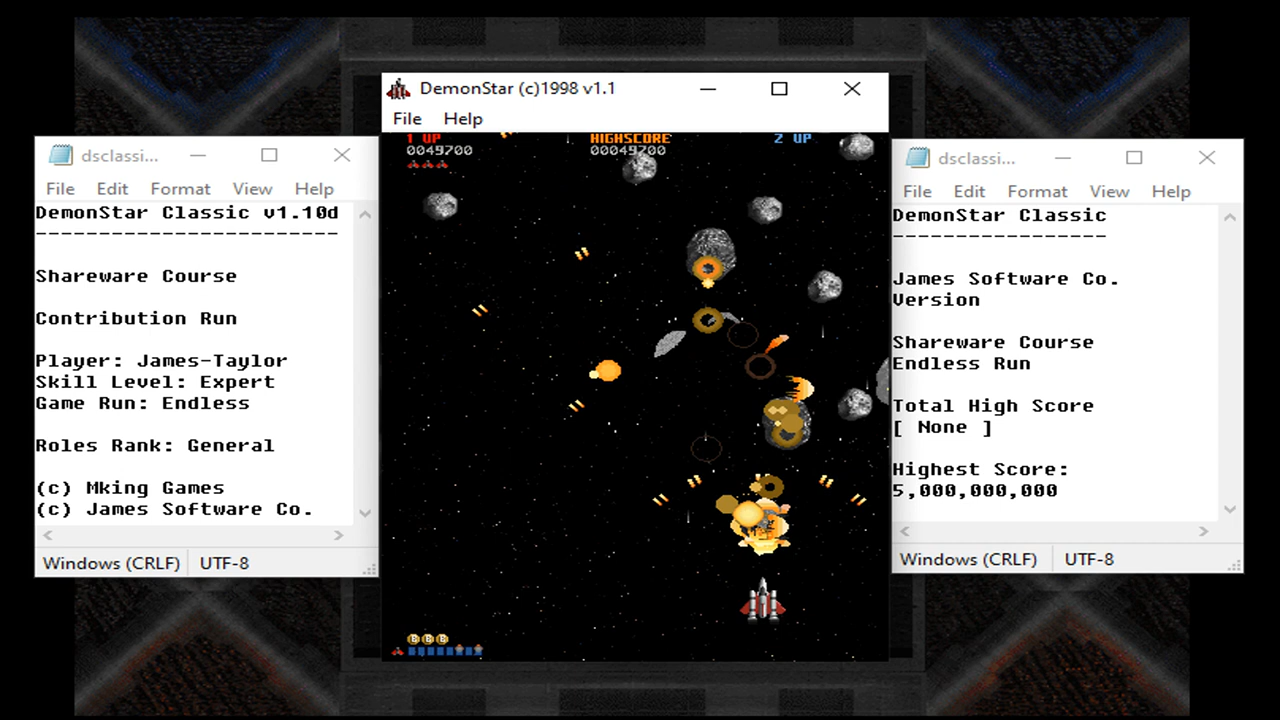 dsclassi...
File Edit Format View Help
DemonStar Classic v1.10d
------------------------
Shareware Course
Contribution Run
Player: James-Taylor
Skill Level: Expert
Game Run: Endless
Roles Rank: General
(c) Mking Games
(c) James Software Co.
Windows (CRLF) UTF-8
DemonStar (c)1998 v1.1
File Help
1 UP HIGHSCORE 2 UP
0049700 00049700
B B B
dsclassi...
File Edit Format View Help
DemonStar Classic
-----------------
James Software Co.
Version
Shareware Course
Endless Run
Total High Score
[ None ]
Highest Score:
5,000,000,000
Windows (CRLF) UTF-8